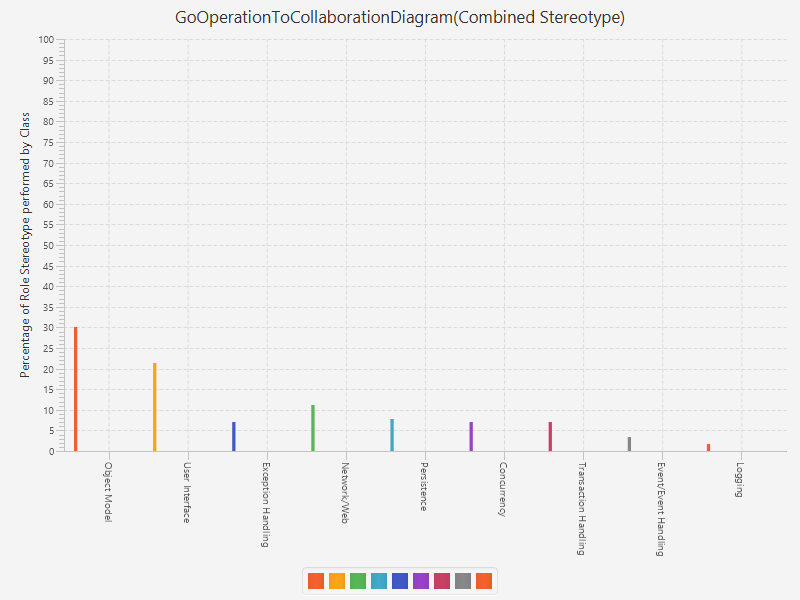 GoOperationToCollaborationDiagram(Combined Stereotype)
Percentage of Role Stereotype performed by Class
100
95
90
85
80
75
70
65
60
55
50
45
40
35
30
25
20
15
10
5
0
Object Model
User Interface
Exception Handling
Network/Web
Persistence
Concurrency
Transaction Handling
Event/Event Handling
Logging